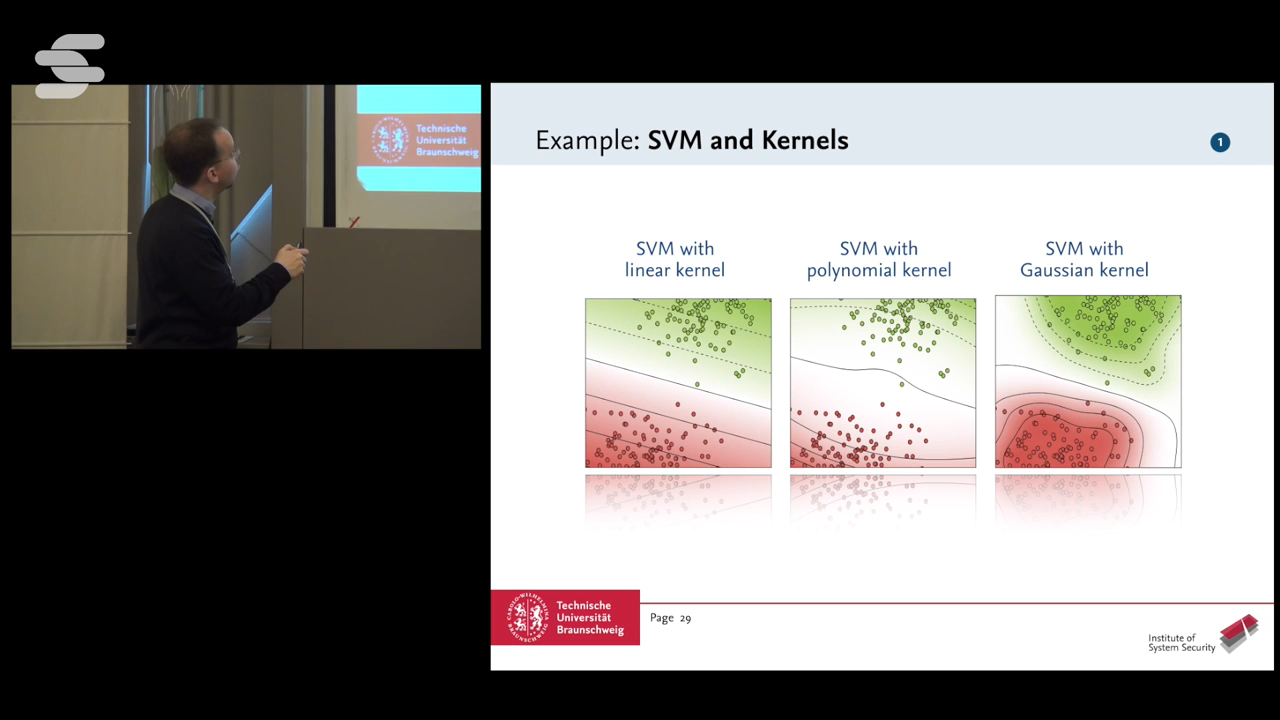 Technische
Universität
Braunschweig
Example: SVM and Kernels
1
SVM with
linear kernel
SVM with
polynomial kernel
SVM with
Gaussian kernel
Technische
Universität
Braunschweig
Page 29
Institute of
System Security